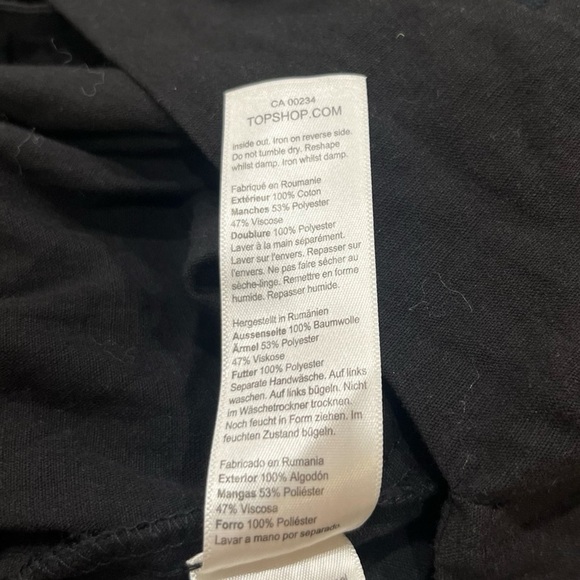 CA 00234
TOPSHOP.COM
inside out. Iron on reverse side.
Do not tumble dry. Reshape
whilst damp. Iron whilst damp.
Fabriqué en Roumanie
Extérieur 100% Coton
Manches 53% Polyester
47% Viscose
Doublure 100% Polyester
Laver à la main séparément.
Laver sur l'envers. Repasser sur
l'envers. Ne pas faire sécher au
sèche-linge. Remettre en forme
humide. Repasser humide.
Hergestellt in Rumänien
Aussenseite 100% Baumwolle
Ärmel 53% Polyester
47% Viskose
Futter 100% Polyester
Separate Handwäsche. Auf links
waschen. Auf links bügeln. Nicht
im Wäschetrockner trocknen.
Noch feucht in Form ziehen. Im
feuchten Zustand bügeln.
Fabricado en Rumania
Exterior 100% Algodón
Mangas 53% Poliéster
47% Viscosa
Forro 100% Poliéster
Lavar a mano por separado